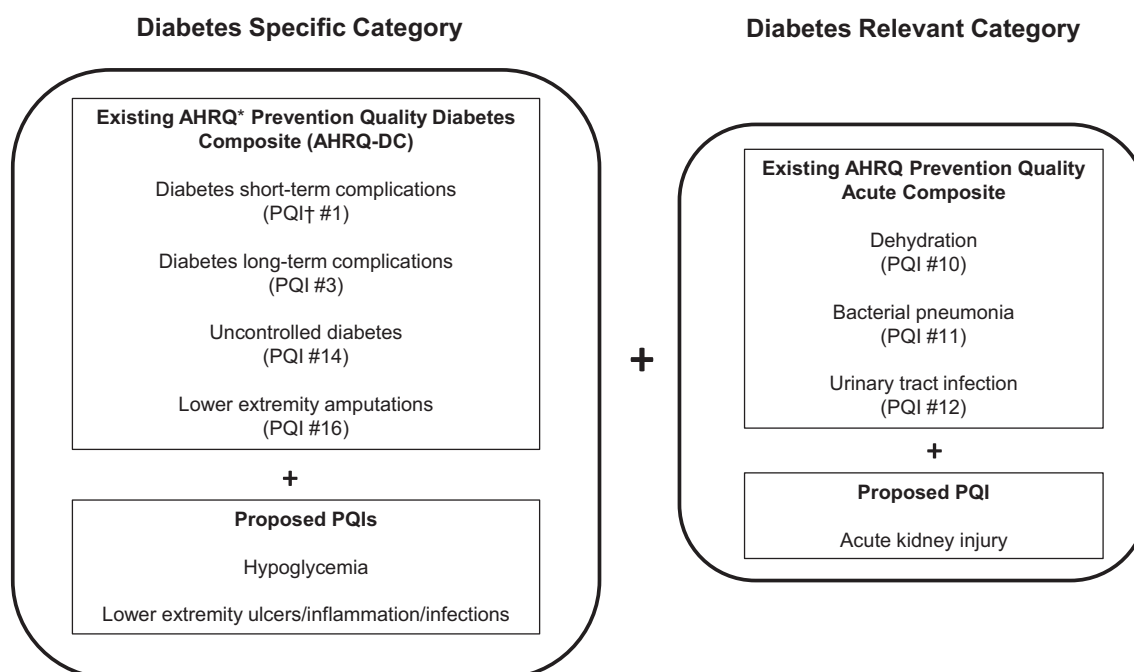 Diabetes Specific Category
Existing AHRQ* Prevention Quality Diabetes
Composite (AHRQ-DC)
Diabetes short-term complications
(PQI† #1)
Diabetes long-term complications
(PQI #3)
Uncontrolled diabetes
(PQI #14)
Lower extremity amputations
(PQI #16)
+
Proposed PQIs
Hypoglycemia
Lower extremity ulcers/inflammation/infections
+
Diabetes Relevant Category
Existing AHRQ Prevention Quality
Acute Composite
Dehydration
(PQI #10)
Bacterial pneumonia
(PQI #11)
Urinary tract infection
(PQI #12)
+
Proposed PQI
Acute kidney injury